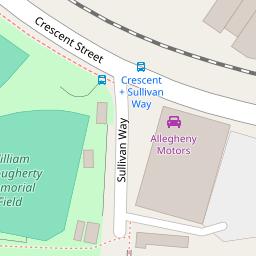 Crescent Street
Crescent
+ Sullivan
Way
Allegheny
Motors
Sullivan Way
illiam
ougherty
emorial
Field